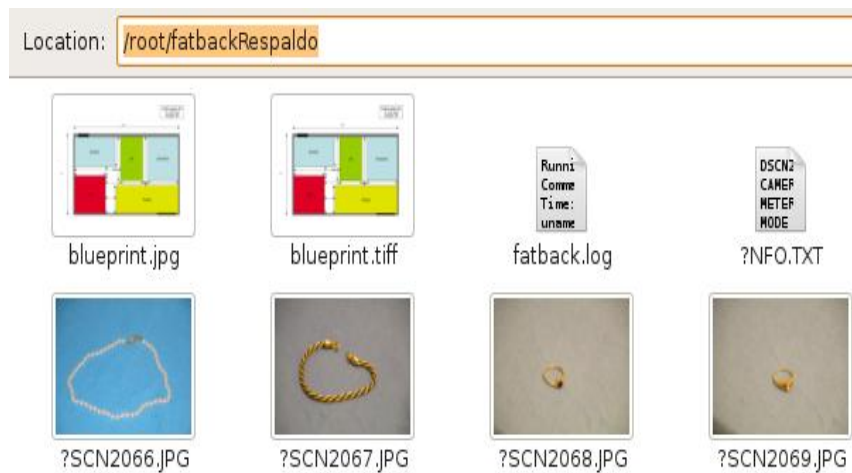 Location: /root/fatbackRespaldo
Runni
Comme
Time:
uname
DSCN2
CAMER
METER
MODE
blueprint.jpg
blueprint.tiff
fatback.log
?NFO.TXT
?SCN2066.JPG
?SCN2067.JPG
?SCN2068.JPG
?SCN2069.JPG